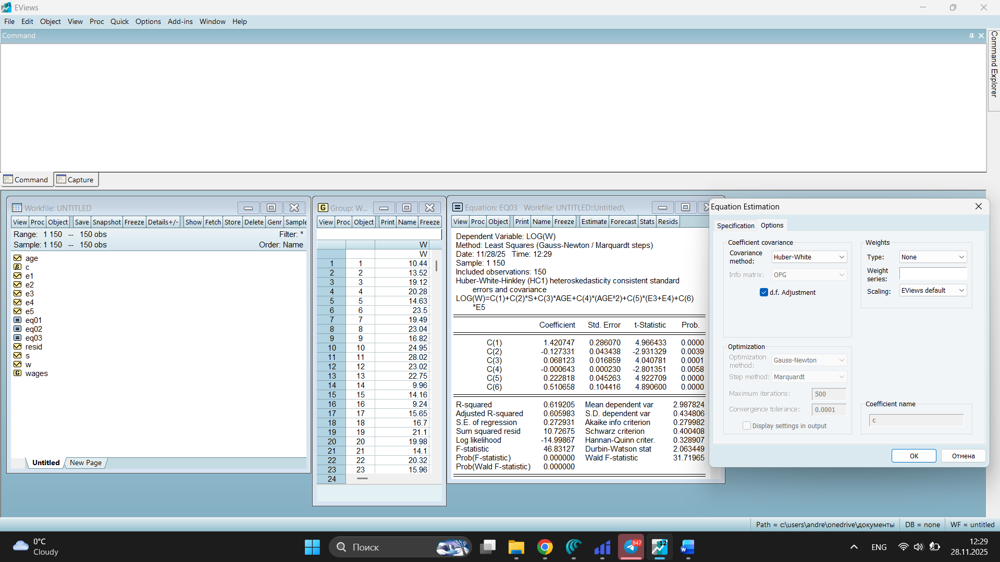 EViews
File Edit Object View Proc Quick Options Add-ins Window Help
Command
Command Explorer
Command Capture
Workfile: UNTITLED
View Proc Object Save Snapshot Freeze Details+/- Show Fetch Store Delete Genr Sample
Range: 1 150 -- 150 obs Filter: *
Sample: 1 150 -- 150 obs Order: Name
age
c
e1
e2
e3
e4
e5
eq01
eq02
eq03
resid
s
w
wages
Untitled New Page
Group: W...
View Proc Object Print Name Freeze
W
W
1 1 10.44
2 2 13.52
3 3 19.12
4 4 20.28
5 5 14.63
6 6 23.5
7 7 19.49
8 8 23.04
9 9 16.82
10 10 24.95
11 11 28.02
12 12 23.02
13 13 22.75
14 14 9.96
15 15 14.16
16 16 9.24
17 17 15.65
18 18 16.7
19 19 21.1
20 20 19.98
21 21 14.1
22 22 20.32
23 23 15.96
24
Equation: EQ03 Workfile: UNTITLED::Untitled\
View Proc Object Print Name Freeze Estimate Forecast Stats Resids
Dependent Variable: LOG(W)
Method: Least Squares (Gauss-Newton / Marquardt steps)
Date: 11/28/25 Time: 12:29
Sample: 1 150
Included observations: 150
Huber-White-Hinkley (HC1) heteroskedasticity consistent standard
errors and covariance
LOG(W)=C(1)+C(2)*S+C(3)*AGE+C(4)*(AGE^2)+C(5)*(E3+E4)+C(6)
*E5
Coefficient Std. Error t-Statistic Prob.
C(1) 1.420747 0.286070 4.966433 0.0000
C(2) -0.127331 0.043438 -2.931329 0.0039
C(3) 0.068123 0.016859 4.040781 0.0001
C(4) -0.000643 0.000230 -2.801351 0.0058
C(5) 0.222818 0.045263 4.922709 0.0000
C(6) 0.510658 0.104416 4.890600 0.0000
R-squared 0.619205 Mean dependent var 2.987824
Adjusted R-squared 0.605983 S.D. dependent var 0.434806
S.E. of regression 0.272931 Akaike info criterion 0.279982
Sum squared resid 10.72675 Schwarz criterion 0.400408
Log likelihood -14.99867 Hannan-Quinn criter. 0.328907
F-statistic 46.83127 Durbin-Watson stat 2.063449
Prob(F-statistic) 0.000000 Wald F-statistic 31.71965
Prob(Wald F-statistic) 0.000000
Equation Estimation
Specification Options
Coefficient covariance
Covariance method: Huber-White
Info matrix: OPG
d.f. Adjustment
Optimization
Optimization method: Gauss-Newton
Step method: Marquardt
Maximum iterations: 500
Convergence tolerance: 0.0001
Display settings in output
Weights
Type: None
Weight series:
Scaling: EViews default
Coefficient name
c
OK Отмена
Path = c:\users\andre\onedrive\документы DB = none WF = untitled
0°C
Cloudy
Поиск
847
12
W
ENG
12:29
28.11.2025